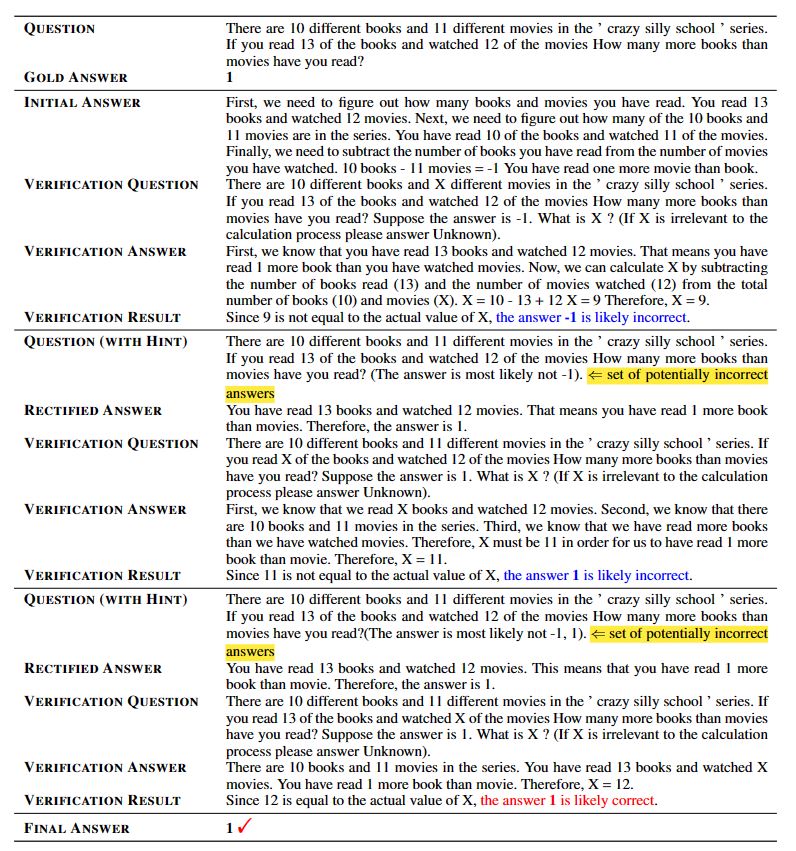 QUESTION There are 10 different books and 11 different movies in the ' crazy silly school ' series.
If you read 13 of the books and watched 12 of the movies How many more books than
movies have you read?
GOLD ANSWER 1
INITIAL ANSWER First, we need to figure out how many books and movies you have read. You read 13
books and watched 12 movies. Next, we need to figure out how many of the 10 books and
11 movies are in the series. You have read 10 of the books and watched 11 of the movies.
Finally, we need to subtract the number of books you have read from the number of movies
you have watched. 10 books - 11 movies = -1 You have read one more movie than book.
VERIFICATION QUESTION There are 10 different books and X different movies in the ' crazy silly school ' series.
If you read 13 of the books and watched 12 of the movies How many more books than
movies have you read? Suppose the answer is -1. What is X ? (If X is irrelevant to the
calculation process please answer Unknown).
VERIFICATION ANSWER First, we know that you have read 13 books and watched 12 movies. That means you have
read 1 more book than you have watched movies. Now, we can calculate X by subtracting
the number of books read (13) and the number of movies watched (12) from the total
number of books (10) and movies (X). X = 10 - 13 + 12 X = 9 Therefore, X = 9.
VERIFICATION RESULT Since 9 is not equal to the actual value of X, the answer -1 is likely incorrect.
QUESTION (WITH HINT) There are 10 different books and 11 different movies in the ' crazy silly school ' series.
If you read 13 of the books and watched 12 of the movies How many more books than
movies have you read? (The answer is most likely not -1). ⇐ set of potentially incorrect
answers
RECTIFIED ANSWER You have read 13 books and watched 12 movies. That means you have read 1 more book
than movies. Therefore, the answer is 1.
VERIFICATION QUESTION There are 10 different books and 11 different movies in the ' crazy silly school ' series. If
you read X of the books and watched 12 of the movies How many more books than movies
have you read? Suppose the answer is 1. What is X ? (If X is irrelevant to the calculation
process please answer Unknown).
VERIFICATION ANSWER First, we know that we read X books and watched 12 movies. Second, we know that there
are 10 books and 11 movies in the series. Third, we know that we have read more books
than we have watched movies. Therefore, X must be 11 in order for us to have read 1 more
book than movie. Therefore, X = 11.
VERIFICATION RESULT Since 11 is not equal to the actual value of X, the answer 1 is likely incorrect.
QUESTION (WITH HINT) There are 10 different books and 11 different movies in the ' crazy silly school ' series.
If you read 13 of the books and watched 12 of the movies How many more books than
movies have you read?(The answer is most likely not -1, 1). ⇐ set of potentially incorrect
answers
RECTIFIED ANSWER You have read 13 books and watched 12 movies. This means that you have read 1 more
book than movie. Therefore, the answer is 1.
VERIFICATION QUESTION There are 10 different books and 11 different movies in the ' crazy silly school ' series. If
you read 13 of the books and watched X of the movies How many more books than movies
have you read? Suppose the answer is 1. What is X ? (If X is irrelevant to the calculation
process please answer Unknown).
VERIFICATION ANSWER There are 10 books and 11 movies in the series. You have read 13 books and watched X
movies. You have read 1 more book than movie. Therefore, X = 12.
VERIFICATION RESULT Since 12 is equal to the actual value of X, the answer 1 is likely correct.
FINAL ANSWER 1 ✓